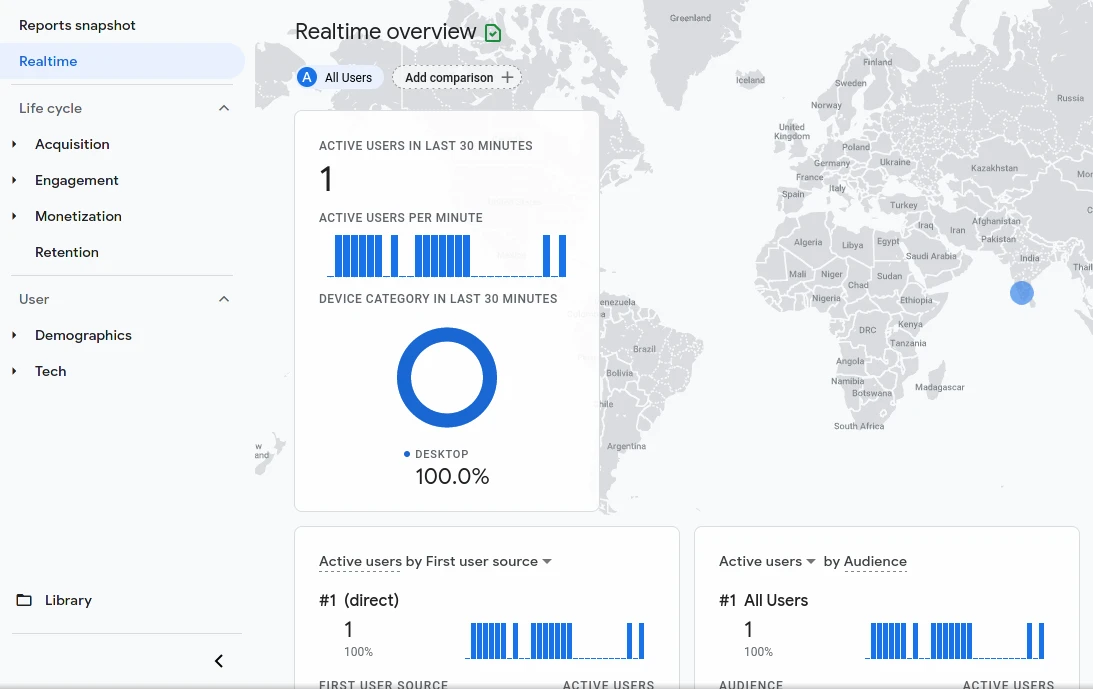 Reports snapshot
Realtime
Life cycle
Acquisition
Engagement
Monetization
Retention
User
Demographics
Tech
Library
Realtime overview
A All Users
Add comparison +
ACTIVE USERS IN LAST 30 MINUTES
1
ACTIVE USERS PER MINUTE
DEVICE CATEGORY IN LAST 30 MINUTES
DESKTOP
100.0%
Greenland
Iceland
Finland
Sweden
Norway
Russia
United
Kingdom
Poland
Germany
Ukraine
France
Kazakhstan
Italy
Spain
Turkey
Afghanistan
Iraq
Iran
Pakistan
Algeria
Libya
Egypt
Saudi Arabia
India
Mali
Niger
Sudan
Chad
Nigeria
Ethiopia
Kenya
DRC
Tanzania
Angola
Namibia
Botswana
Madagascar
South Africa
enezuela
Brazil
Bolivia
hile
Argentina
w
and
Mon
C
Thail
Active users by First user source
#1 (direct)
1
100%
FIRST USER SOURCE ACTIVE USERS
Active users by Audience
#1 All Users
1
100%
AUDIENCE ACTIVE USERS